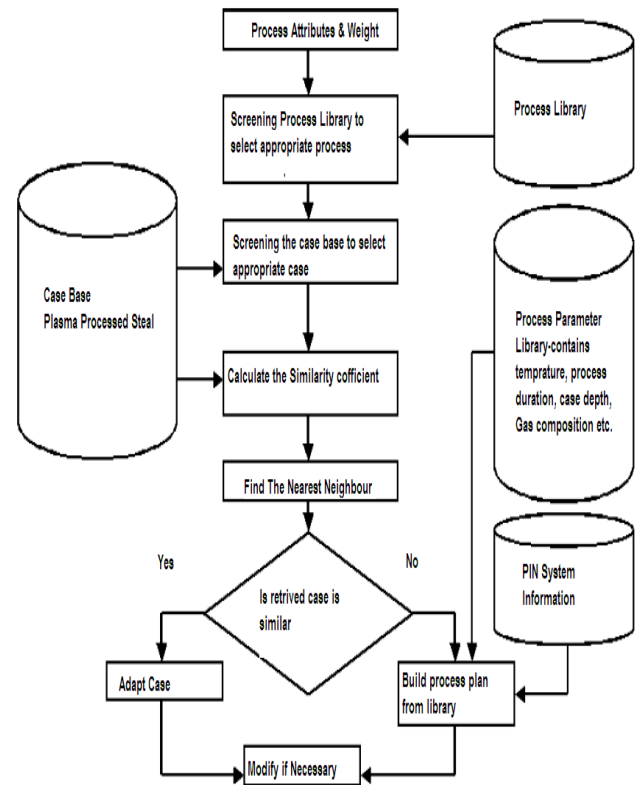 Process Attributes & Weight
Screening Process Library to
select appropriate process
Process Library
Screening the case base to select
appropriate case
Case Base
Plasma Processed Steal
Process Parameter
Library-contains
temprature, process
duration, case depth,
Gas composition etc.
Calculate the Similarity cofficient
Find The Nearest Neighbour
Yes
No
Is retrived case is
similar
PIN System
Information
Adapt Case
Build process plan
from library
Modify if Necessary